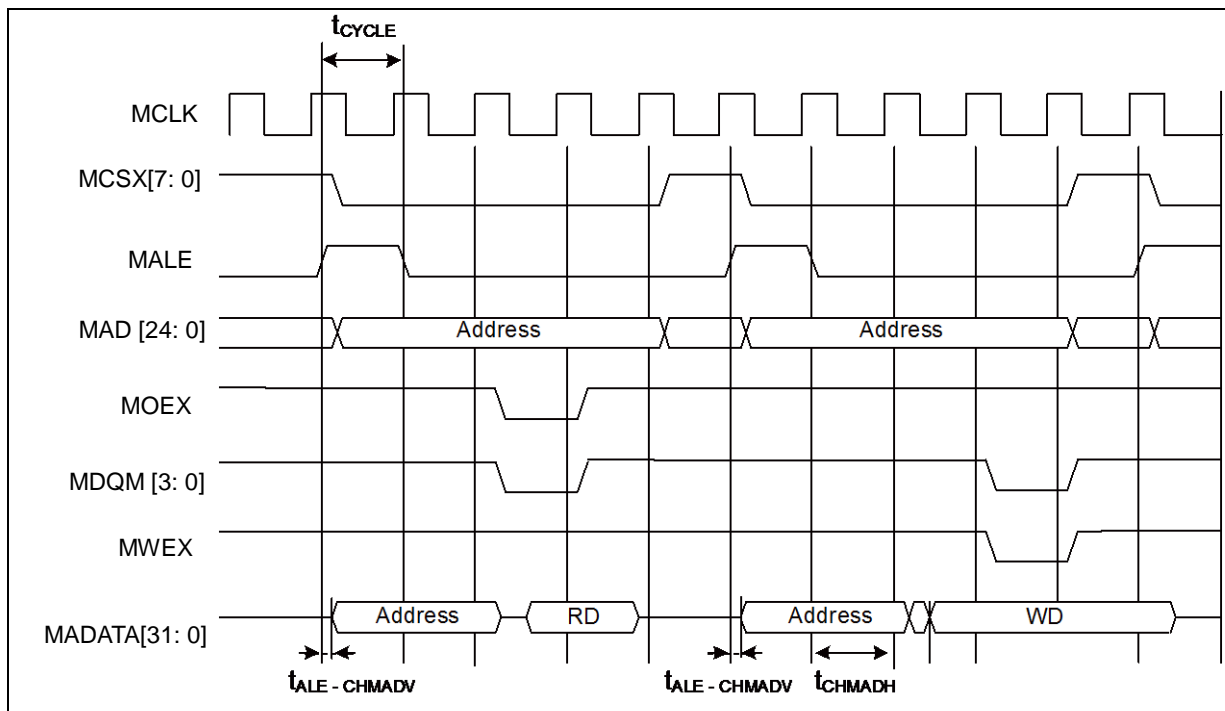 tCYCLE
MCLK
MCSX[7: 0]
MALE
MAD [24: 0] Address Address
MOEX
MDQM [3: 0]
MWEX
MADATA[31: 0] Address RD Address WD
tALE - CHMADV tALE - CHMADV tCHMADH